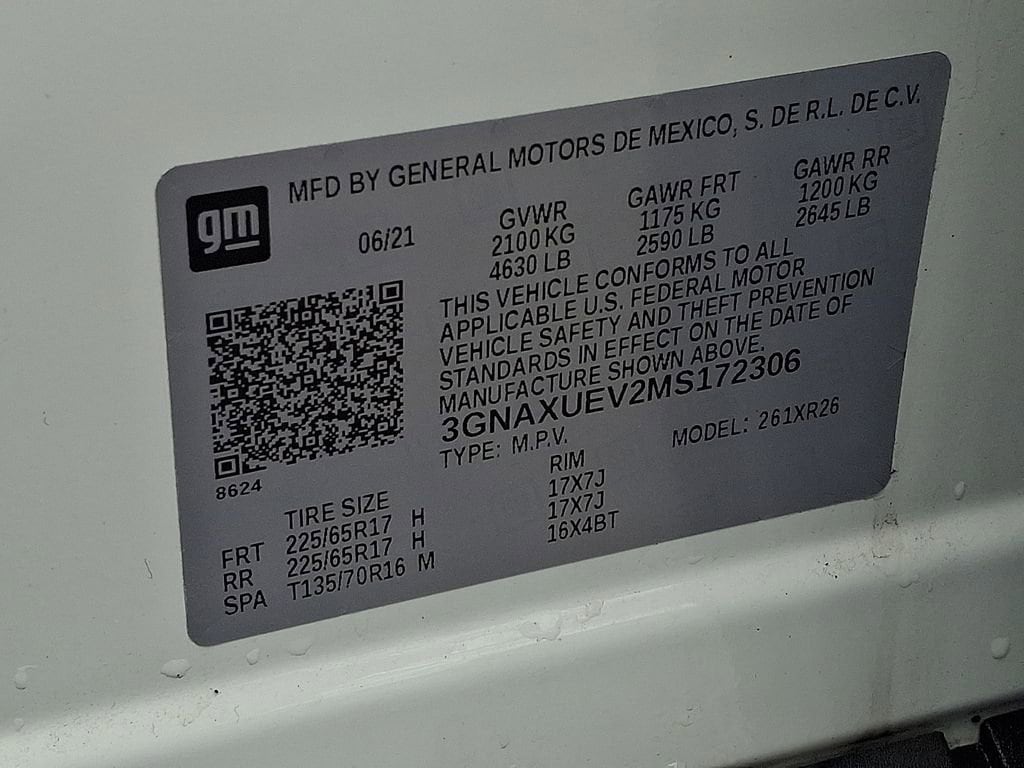 MFD BY GENERAL MOTORS DE MEXICO, S. DE R.L. DE C.V.
gm
06/21
GVWR
2100 KG
4630 LB
GAWR FRT
1175 KG
2590 LB
GAWR RR
1200 KG
2645 LB
THIS VEHICLE CONFORMS TO ALL
APPLICABLE U.S. FEDERAL MOTOR
VEHICLE SAFETY AND THEFT PREVENTION
STANDARDS IN EFFECT ON THE DATE OF
MANUFACTURE SHOWN ABOVE.
3GNAXUEV2MS172306
TYPE: M.P.V. MODEL: 261XR26
8624
TIRE SIZE RIM
FRT 225/65R17 H 17X7J
RR 225/65R17 H 17X7J
SPA T135/70R16 M 16X4BT